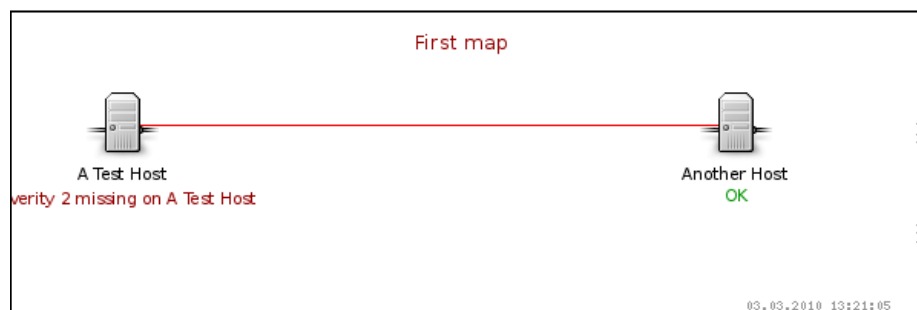 First map
A Test Host
verity 2 missing on A Test Host
Another Host
OK
03.03.2010 13:21:05